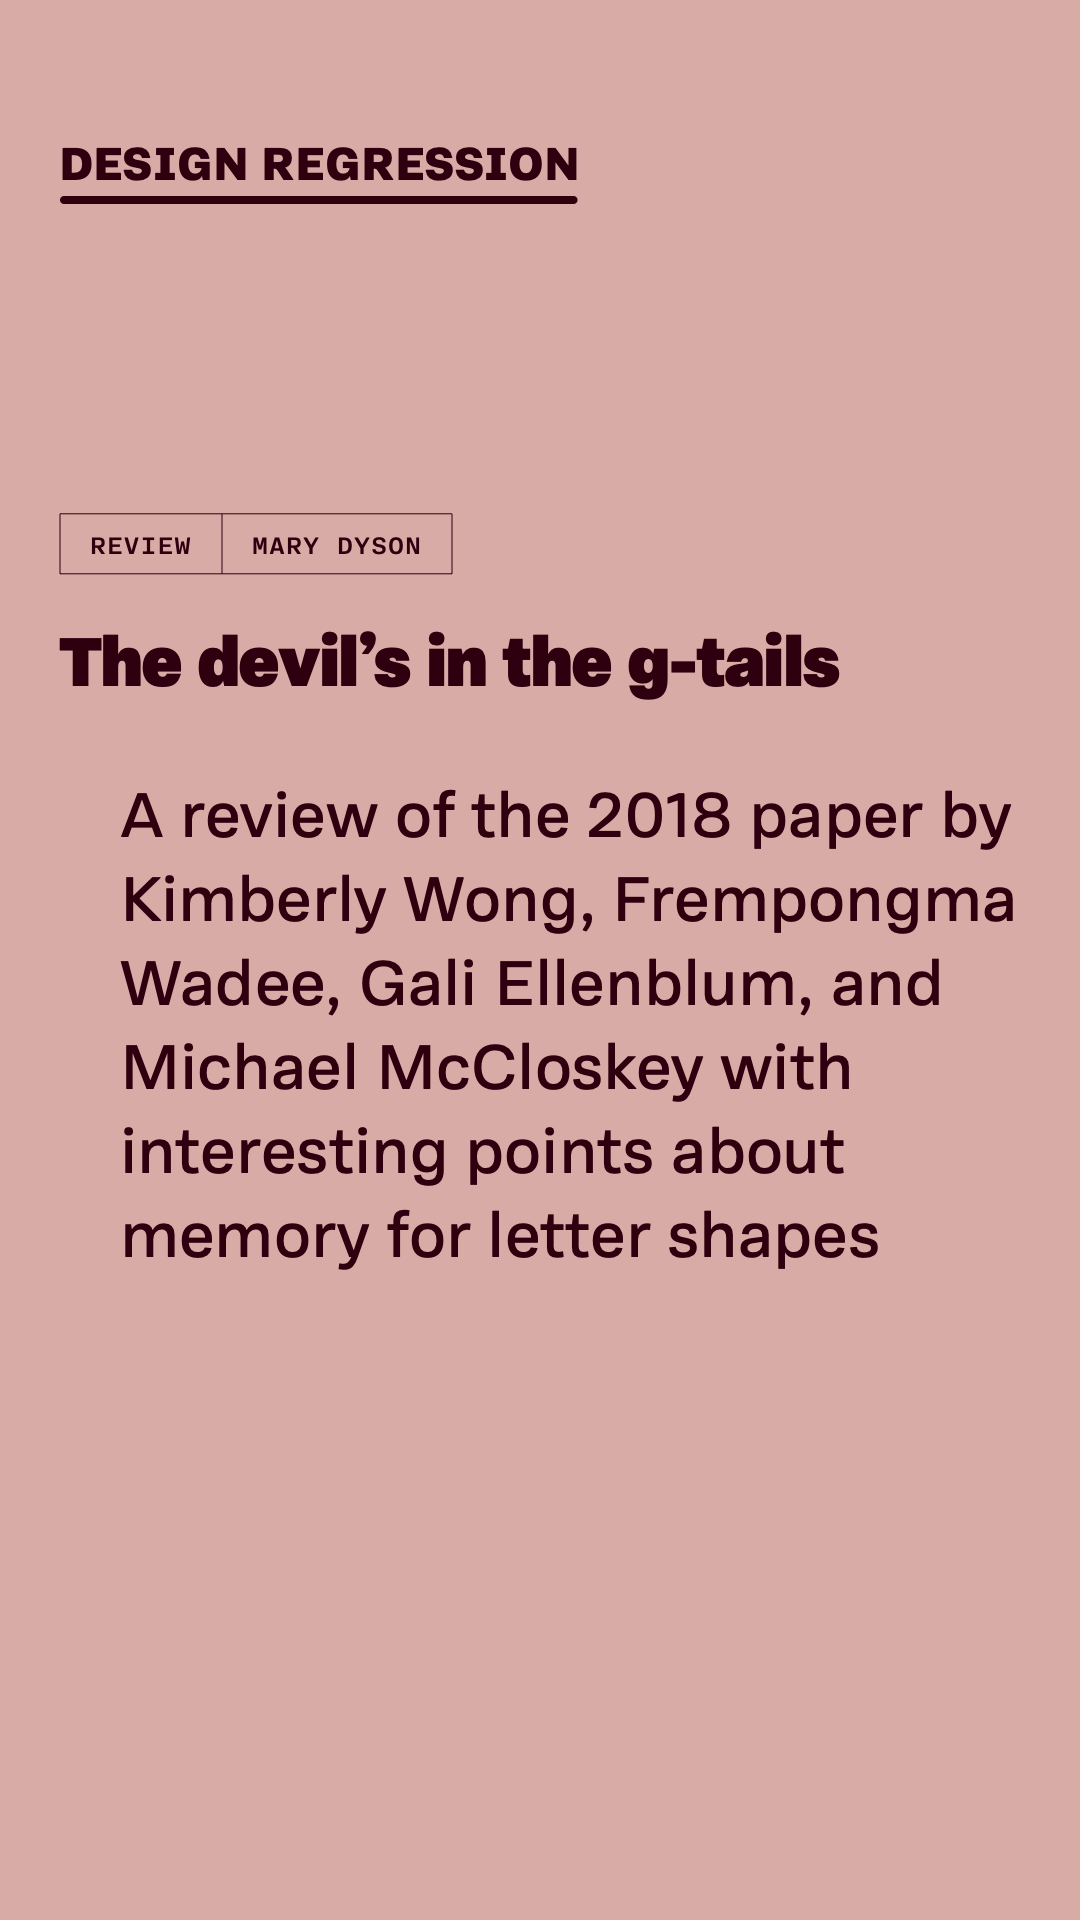 DESIGN REGRESSION
REVIEW MARY DYSON
The devil’s in the g-tails
A review of the 2018 paper by
Kimberly Wong, Frempongma
Wadee, Gali Ellenblum, and
Michael McCloskey with
interesting points about
memory for letter shapes